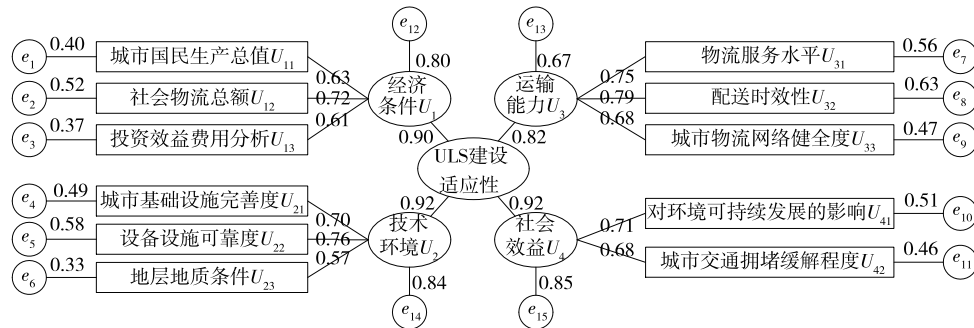 e12
e13
0.40
0.80
0.67
0.56
e1
城市国民生产总值U11
0.63
经济
条件U1
运输
能力U3
0.75
物流服务水平U31
e7
0.52
0.63
e2
社会物流总额U12
0.72
0.79
配送时效性U32
e8
0.37
0.61
0.68
0.47
e3
投资效益费用分析U13
0.90
0.82
城市物流网络健全度U33
e9
ULS建设
适应性
0.49
0.92
0.92
e4
城市基础设施完善度U21
0.70
技术
环境U2
社会
效益U4
0.71
对环境可持续发展的影响U41
0.51
e10
0.58
e5
设备设施可靠度U22
0.76
0.68
城市交通拥堵缓解程度U42
0.46
e11
0.33
0.57
e6
地层地质条件U23
0.84
0.85
e14
e15